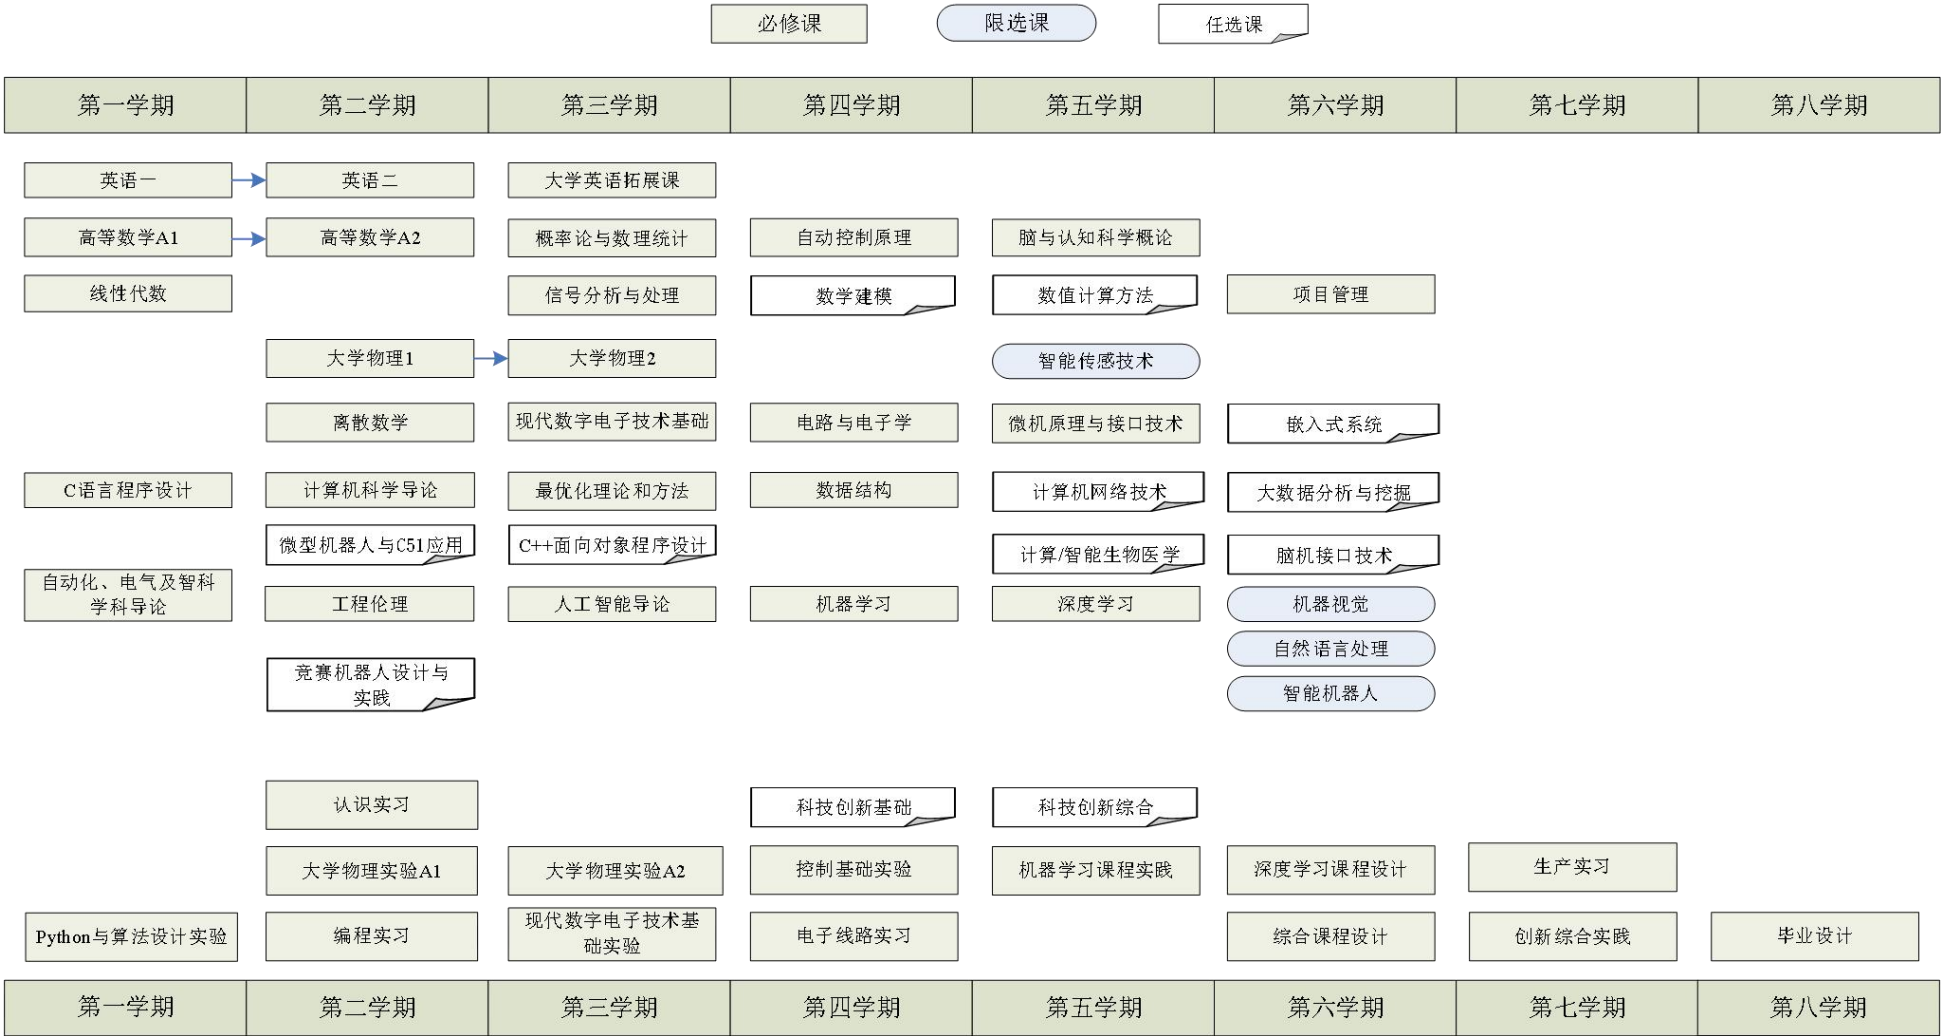 必修课
限选课
任选课
第一学期
第二学期
第三学期
第四学期
第五学期
第六学期
第七学期
第八学期
英语一
英语二
大学英语拓展课
高等数学A1
高等数学A2
概率论与数理统计
自动控制原理
脑与认知科学概论
线性代数
信号分析与处理
数学建模
数值计算方法
项目管理
大学物理1
大学物理2
智能传感技术
离散数学
现代数字电子技术基础
电路与电子学
微机原理与接口技术
嵌入式系统
C语言程序设计
计算机科学导论
最优化理论和方法
数据结构
计算机网络技术
大数据分析与挖掘
微型机器人与C51应用
C++面向对象程序设计
计算/智能生物医学
脑机接口技术
自动化、电气及智科
学科导论
工程伦理
人工智能导论
机器学习
深度学习
机器视觉
自然语言处理
竞赛机器人设计与
实践
智能机器人
认识实习
科技创新基础
科技创新综合
大学物理实验A1
大学物理实验A2
控制基础实验
机器学习课程实践
深度学习课程设计
生产实习
Python与算法设计实验
编程实习
现代数字电子技术基
础实验
电子线路实习
综合课程设计
创新综合实践
毕业设计
第一学期
第二学期
第三学期
第四学期
第五学期
第六学期
第七学期
第八学期